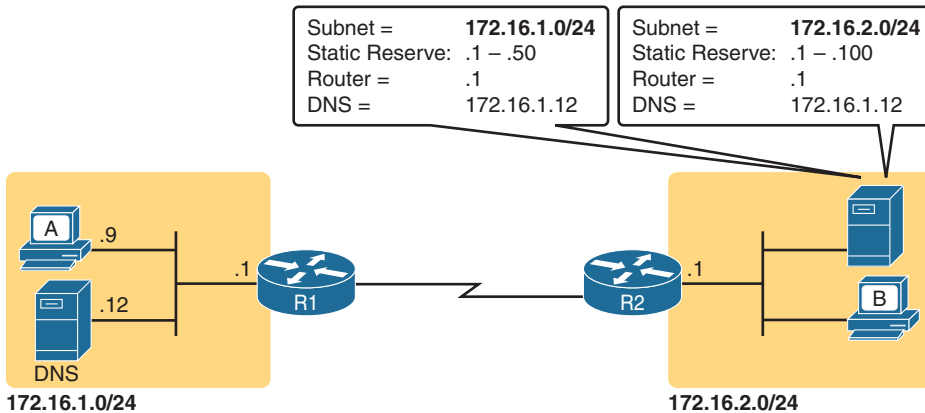 Subnet = 172.16.1.0/24
Static Reserve: .1 – .50
Router = .1
DNS = 172.16.1.12
Subnet = 172.16.2.0/24
Static Reserve: .1 – .100
Router = .1
DNS = 172.16.1.12
A
.9
.12
DNS
.1
R1
R2
.1
B
172.16.1.0/24
172.16.2.0/24